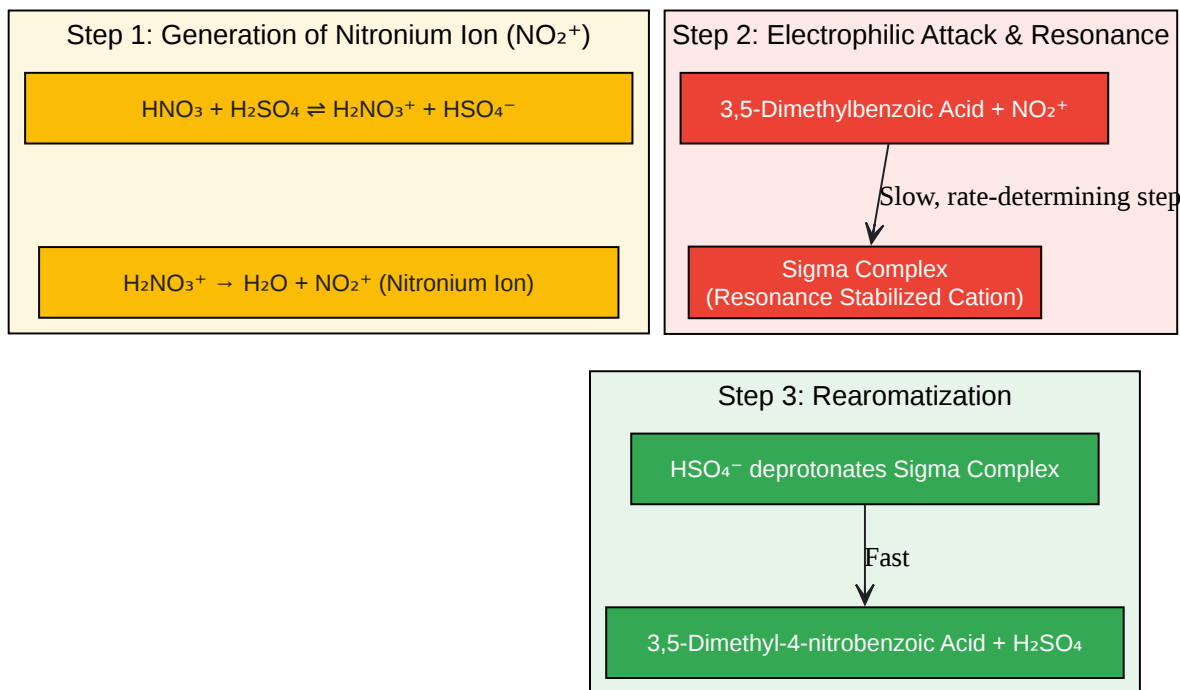 Step 1: Generation of Nitronium Ion (NO₂⁺)
HNO₃ + H₂SO₄ ⇌ H₂NO₃⁺ + HSO₄⁻
H₂NO₃⁺ → H₂O + NO₂⁺ (Nitronium Ion)
Step 2: Electrophilic Attack & Resonance
3,5-Dimethylbenzoic Acid + NO₂⁺
Slow, rate-determining step
Sigma Complex
(Resonance Stabilized Cation)
Step 3: Rearomatization
HSO₄⁻ deprotonates Sigma Complex
Fast
3,5-Dimethyl-4-nitrobenzoic Acid + H₂SO₄